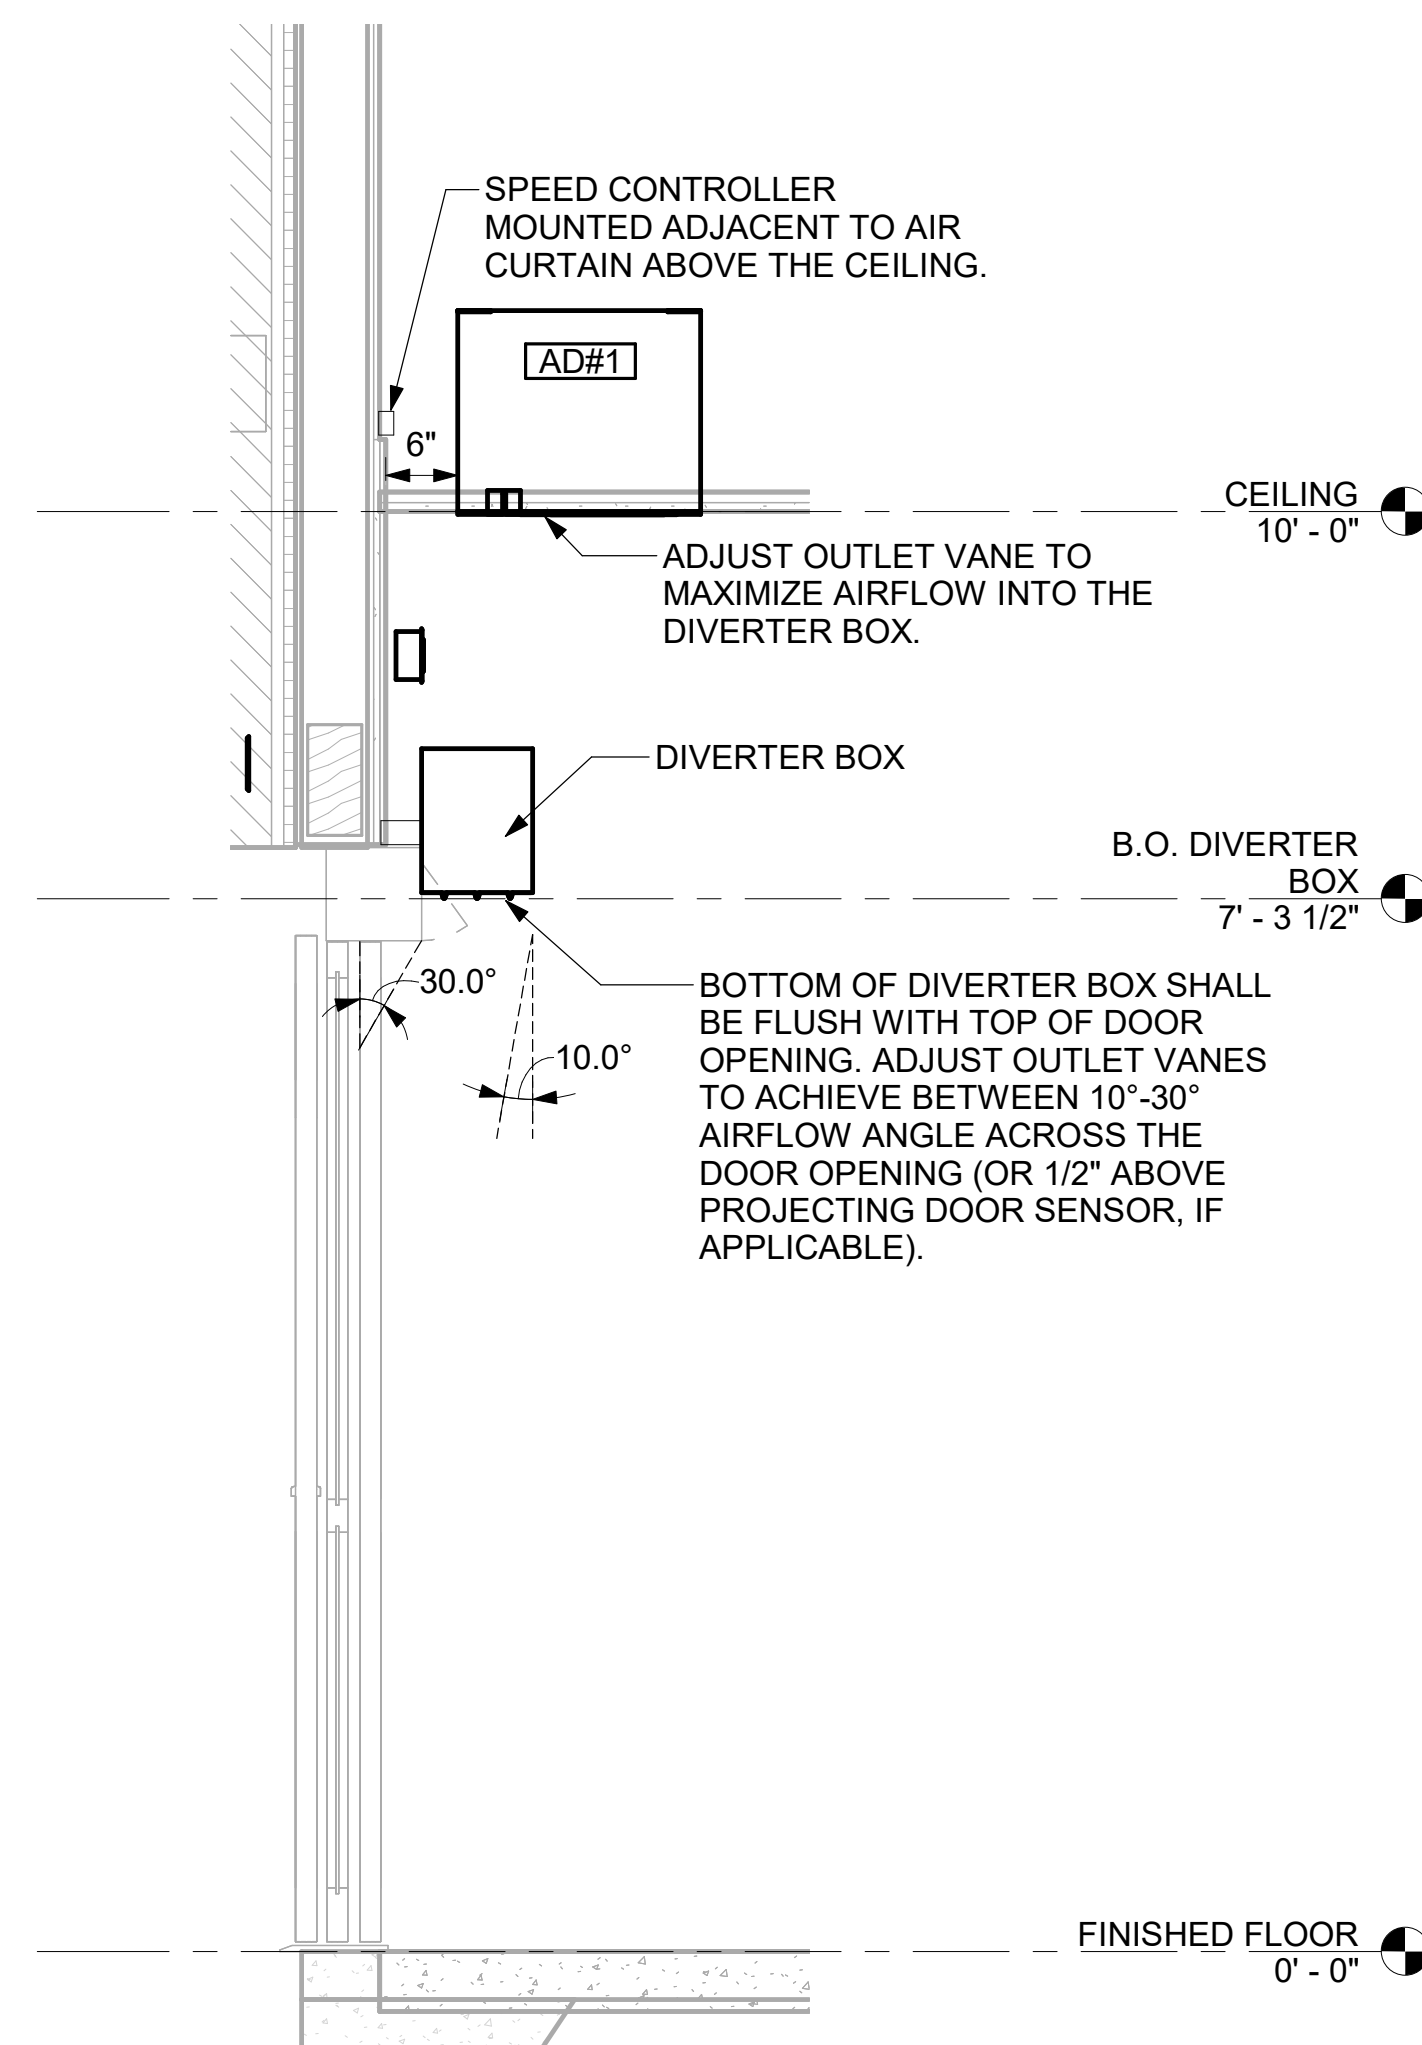 SPEED CONTROLLER
MOUNTED ADJACENT TO AIR
CURTAIN ABOVE THE CEILING.
AD#1
6"
CEILING
10' - 0"
ADJUST OUTLET VANE TO
MAXIMIZE AIRFLOW INTO THE
DIVERTER BOX.
DIVERTER BOX
B.O. DIVERTER
BOX
7' - 3 1/2"
30.0°
10.0°
BOTTOM OF DIVERTER BOX SHALL
BE FLUSH WITH TOP OF DOOR
OPENING. ADJUST OUTLET VANES
TO ACHIEVE BETWEEN 10°-30°
AIRFLOW ANGLE ACROSS THE
DOOR OPENING (OR 1/2" ABOVE
PROJECTING DOOR SENSOR, IF
APPLICABLE).
FINISHED FLOOR
0' - 0"